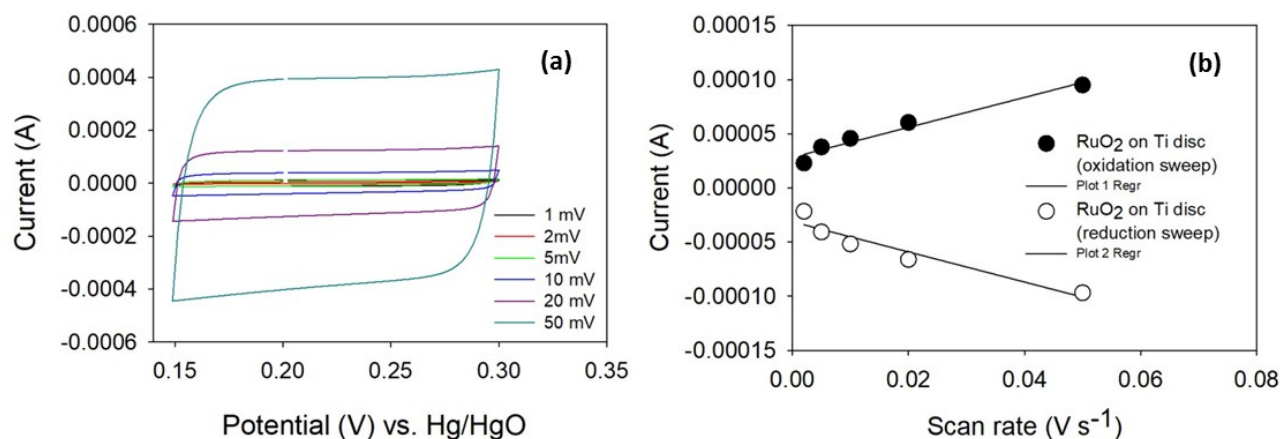 (a)
Current (A)
0.0006
0.0004
0.0002
0.0000
-0.0002
-0.0004
-0.0006
1 mV
2mV
5mV
10 mV
20 mV
50 mV
0.15
0.20
0.25
0.30
0.35
Potential (V) vs. Hg/HgO
(b)
Current (A)
0.00015
0.00010
0.00005
0.00000
-0.00005
-0.00010
-0.00015
RuO₂ on Ti disc
(oxidation sweep)
Plot 1 Regr
RuO₂ on Ti disc
(reduction sweep)
Plot 2 Regr
0.00
0.02
0.04
0.06
0.08
Scan rate (V s⁻¹)